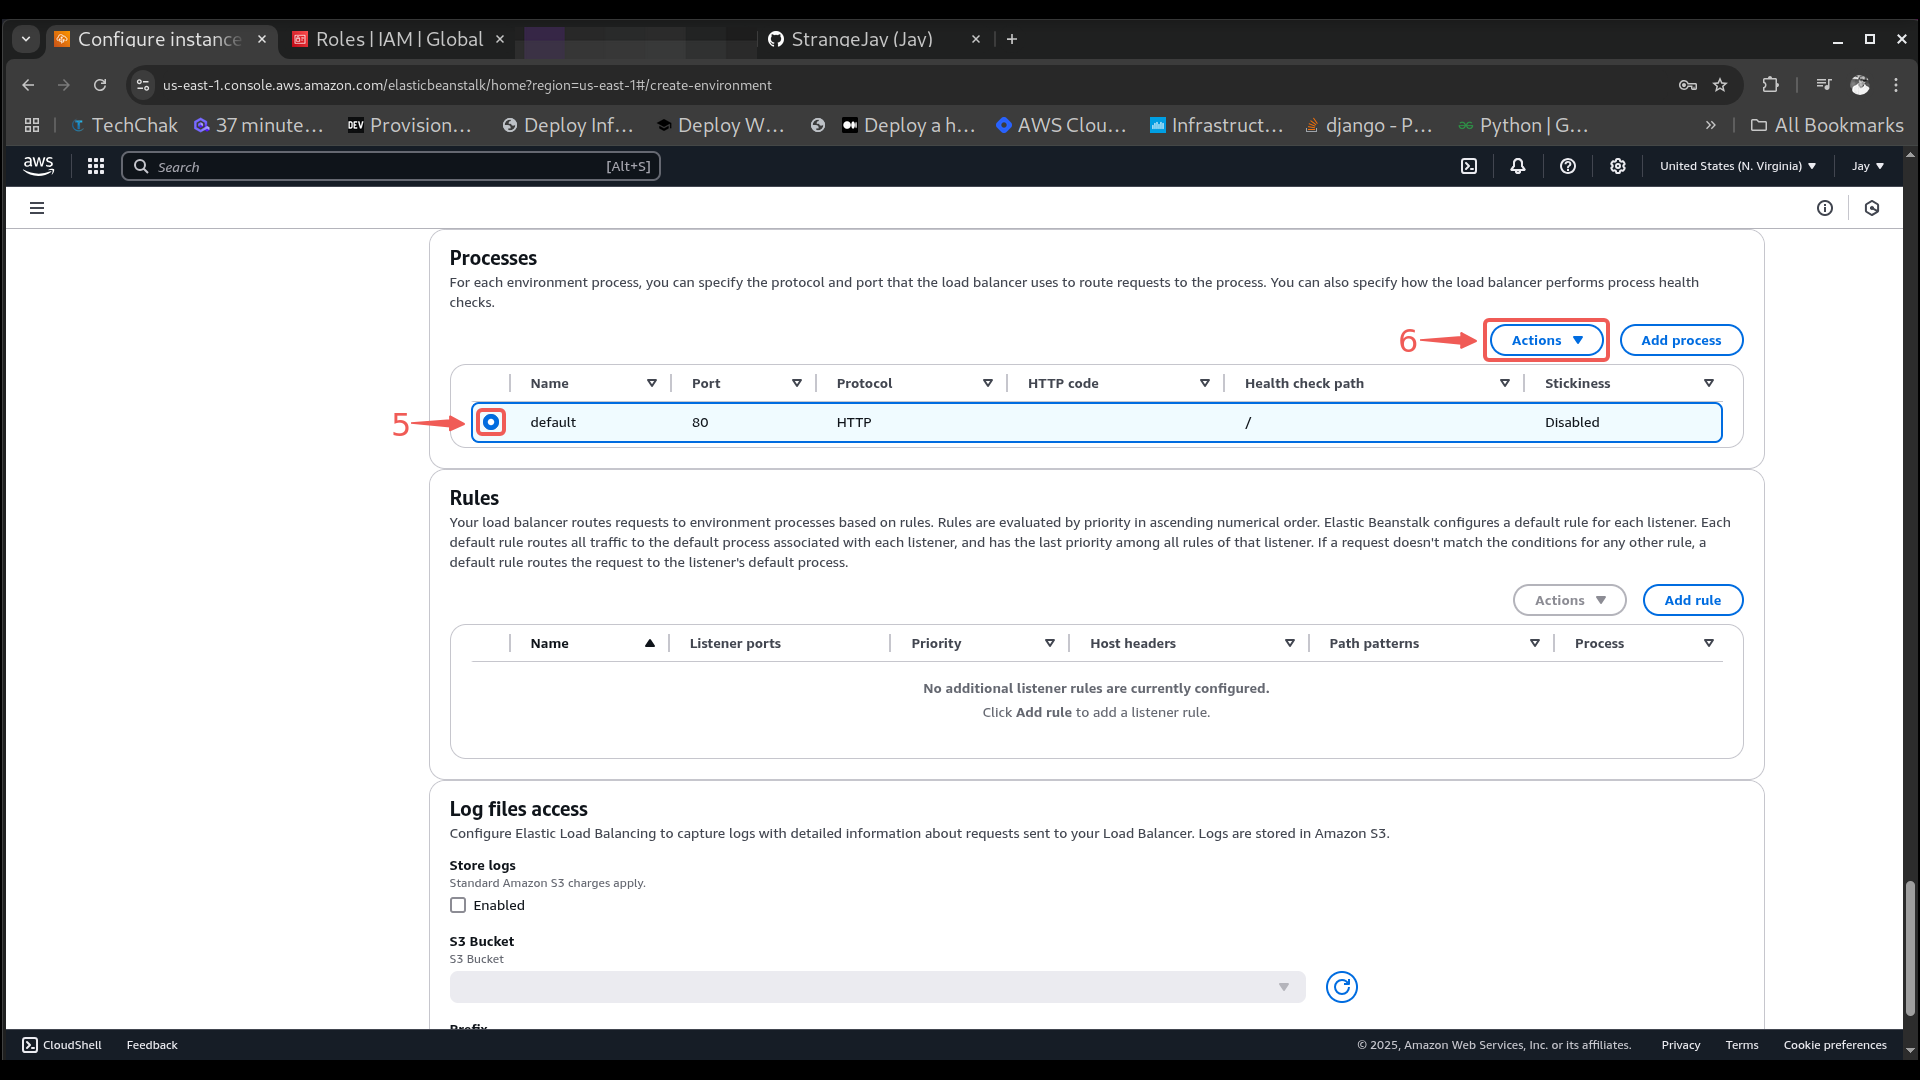 Configure instance
Roles | IAM | Global
StrangeJay (Jay)
us-east-1.console.aws.amazon.com/elasticbeanstalk/home?region=us-east-1#/create-environment
TechChak
37 minute...
DEV Provision...
Deploy Inf...
Deploy W...
Deploy a h...
AWS Clou...
Infrastruct...
django - P...
Python | G...
»
All Bookmarks
aws
Search
[Alt+S]
United States (N. Virginia)
Jay
Processes
For each environment process, you can specify the protocol and port that the load balancer uses to route requests to the process. You can also specify how the load balancer performs process health
checks.
6
Actions
Add process
Name Port Protocol HTTP code Health check path Stickiness
5
default 80 HTTP / Disabled
Rules
Your load balancer routes requests to environment processes based on rules. Rules are evaluated by priority in ascending numerical order. Elastic Beanstalk configures a default rule for each listener. Each
default rule routes all traffic to the default process associated with each listener, and has the last priority among all rules of that listener. If a request doesn't match the conditions for any other rule, a
default rule routes the request to the listener's default process.
Actions
Add rule
Name Listener ports Priority Host headers Path patterns Process
No additional listener rules are currently configured.
Click Add rule to add a listener rule.
Log files access
Configure Elastic Load Balancing to capture logs with detailed information about requests sent to your Load Balancer. Logs are stored in Amazon S3.
Store logs
Standard Amazon S3 charges apply.
Enabled
S3 Bucket
S3 Bucket
Prefix
CloudShell
Feedback
© 2025, Amazon Web Services, Inc. or its affiliates.
Privacy
Terms
Cookie preferences